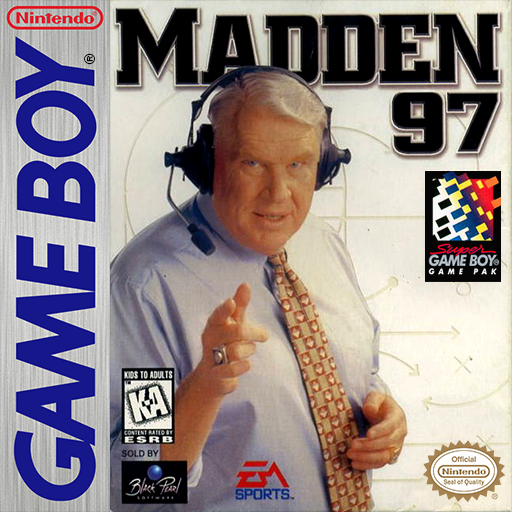 Nintendo
GAME BOY
®
MADDEN
97
Super
GAME BOY®
GAME PAK
KIDS TO ADULTS
K-A
®
CONTENT RATED BY
ESRB
SOLD BY
Black Pearl
SOFTWARE
EA
SPORTS™
Official
Nintendo
Seal of Quality